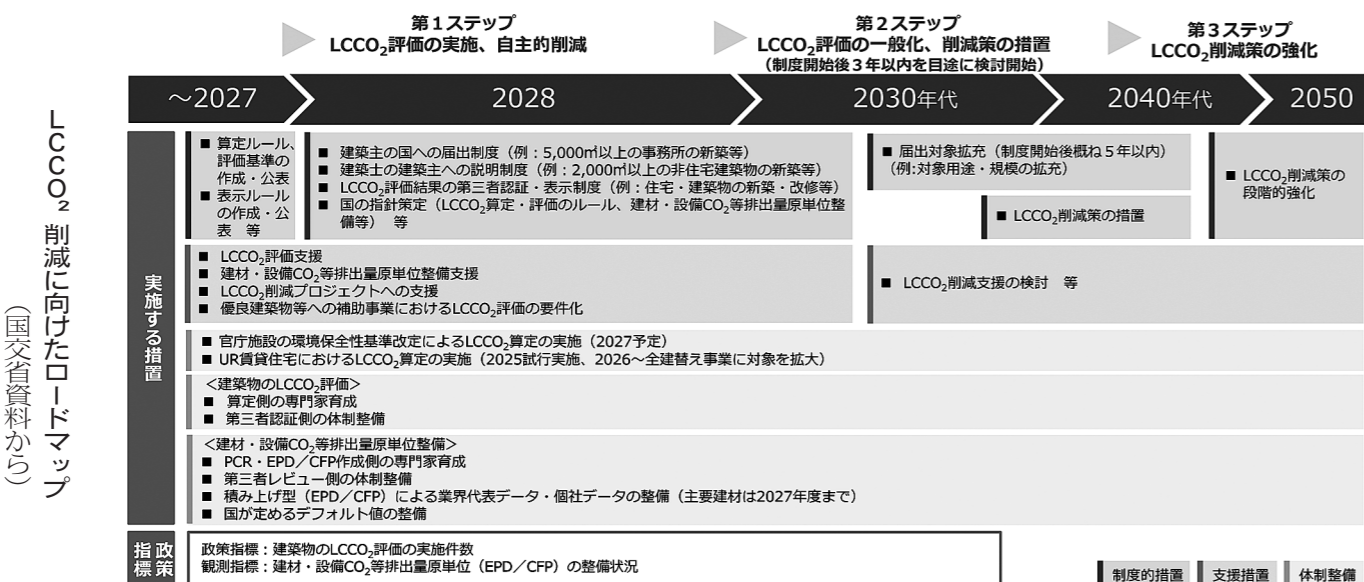 LCCO₂削減に向けたロードマップ
（国交省資料から）
第１ステップ
LCCO₂評価の実施、自主的削減
第２ステップ
LCCO₂評価の一般化、削減策の措置
（制度開始後３年以内を目途に検討開始）
第３ステップ
LCCO₂削減策の強化
～2027
2028
2030年代
2040年代
2050
実施する措置
■ 算定ルール、
評価基準の
作成・公表
■ 表示ルール
の作成・公
表　等
■ 建築主の国への届出制度（例：5,000㎡以上の事務所の新築等）
■ 建築士の建築主への説明制度（例：2,000㎡以上の非住宅建築物の新築等）
■ LCCO₂評価結果の第三者認証・表示制度（例：住宅・建築物の新築・改修等）
■ 国の指針策定（LCCO₂算定・評価のルール、建材・設備CO₂等排出量原単位整
備等）　等
■ 届出対象拡充（制度開始後概ね５年以内）
（例:対象用途・規模の拡充）
■ LCCO₂削減策の措置
■ LCCO₂削減策の
段階的強化
■ LCCO₂評価支援
■ 建材・設備CO₂等排出量原単位整備支援
■ LCCO₂削減プロジェクトへの支援
■ 優良建築物等への補助事業におけるLCCO₂評価の要件化
■ LCCO₂削減支援の検討　等
■ 官庁施設の環境保全性基準改定によるLCCO₂算定の実施（2027予定）
■ UR賃貸住宅におけるLCCO₂算定の実施（2025試行実施、2026～全建替え事業に対象を拡大）
＜建築物のLCCO₂評価＞
■ 算定側の専門家育成
■ 第三者認証側の体制整備
＜建材・設備CO₂等排出量原単位整備＞
■ PCR・EPD／CFP作成側の専門家育成
■ 第三者レビュー側の体制整備
■ 積み上げ型（EPD／CFP）による業界代表データ・個社データの整備（主要建材は2027年度まで）
■ 国が定めるデフォルト値の整備
政策指標
政策指標：建築物のLCCO₂評価の実施件数
観測指標：建材・設備CO₂等排出量原単位（EPD／CFP）の整備状況
制度的措置
支援措置
体制整備